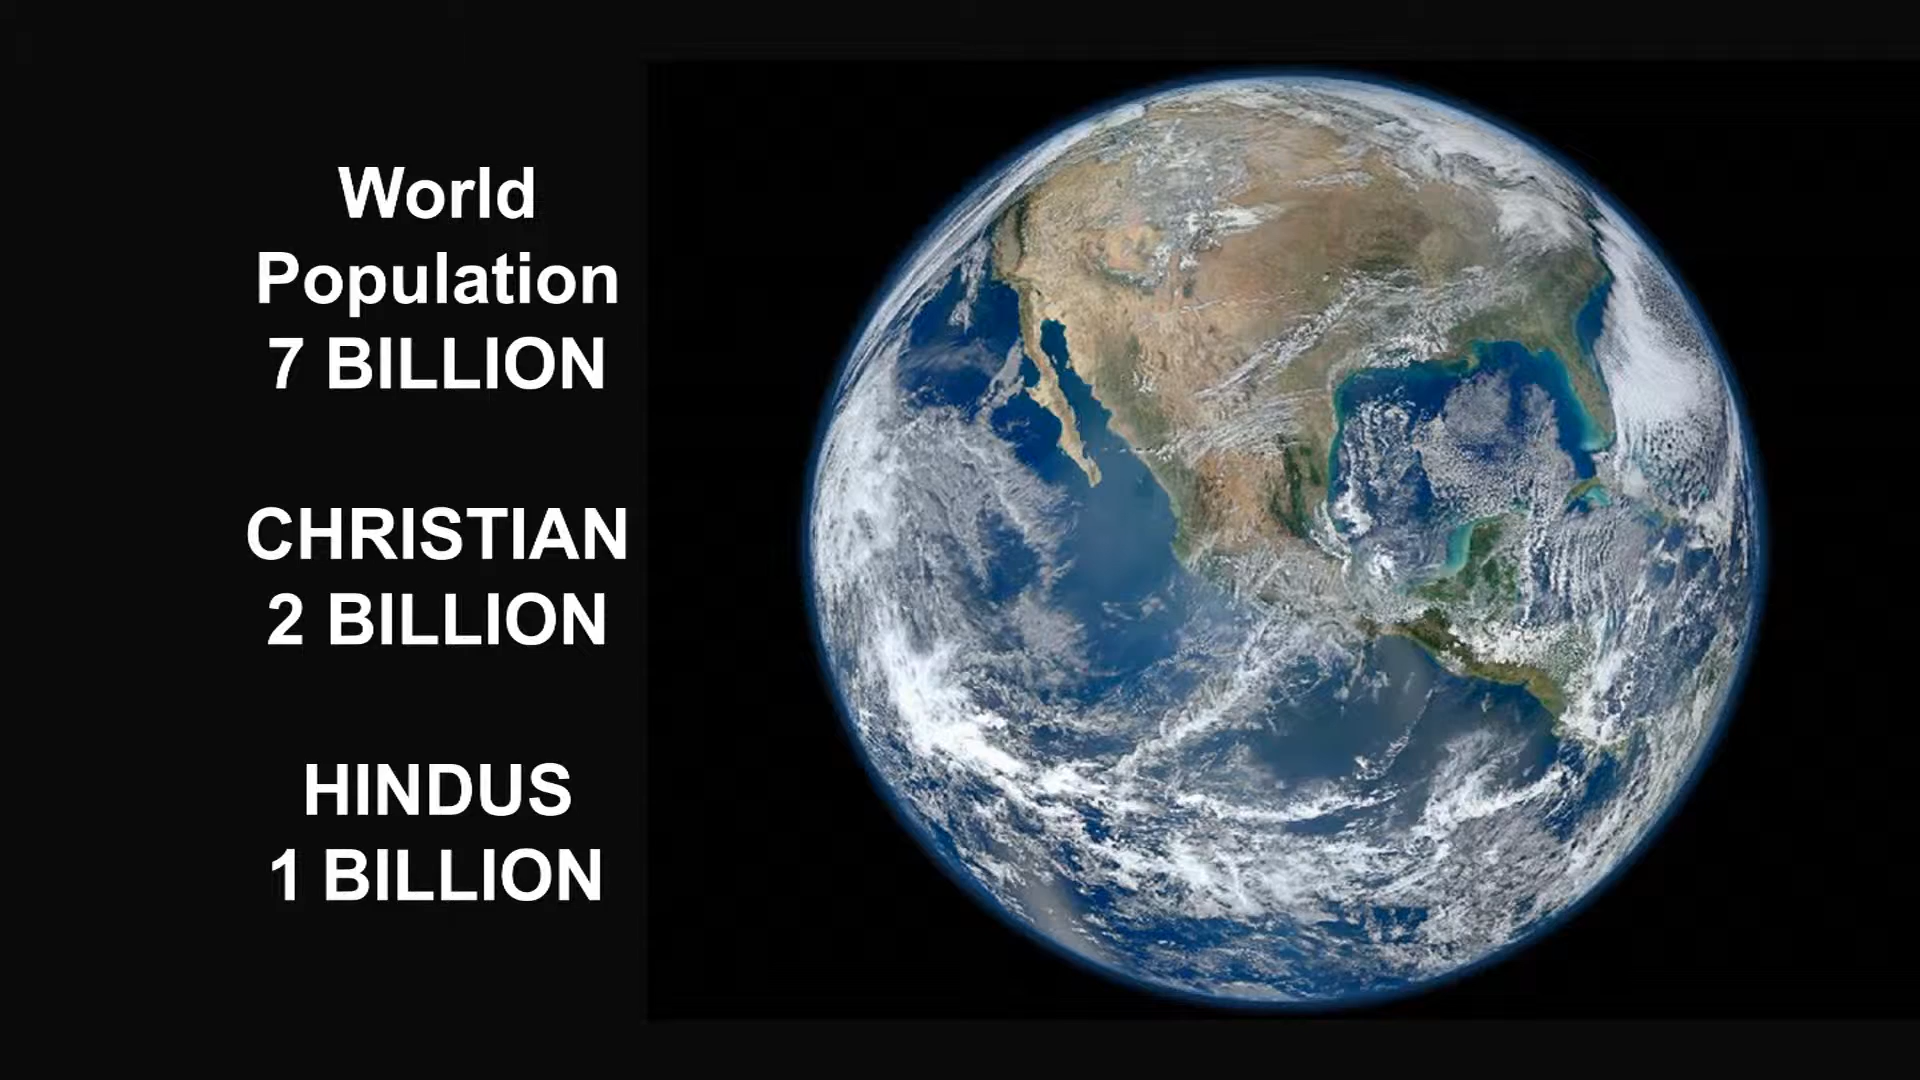 World
Population
7 BILLION
CHRISTIAN
2 BILLION
HINDUS
1 BILLION